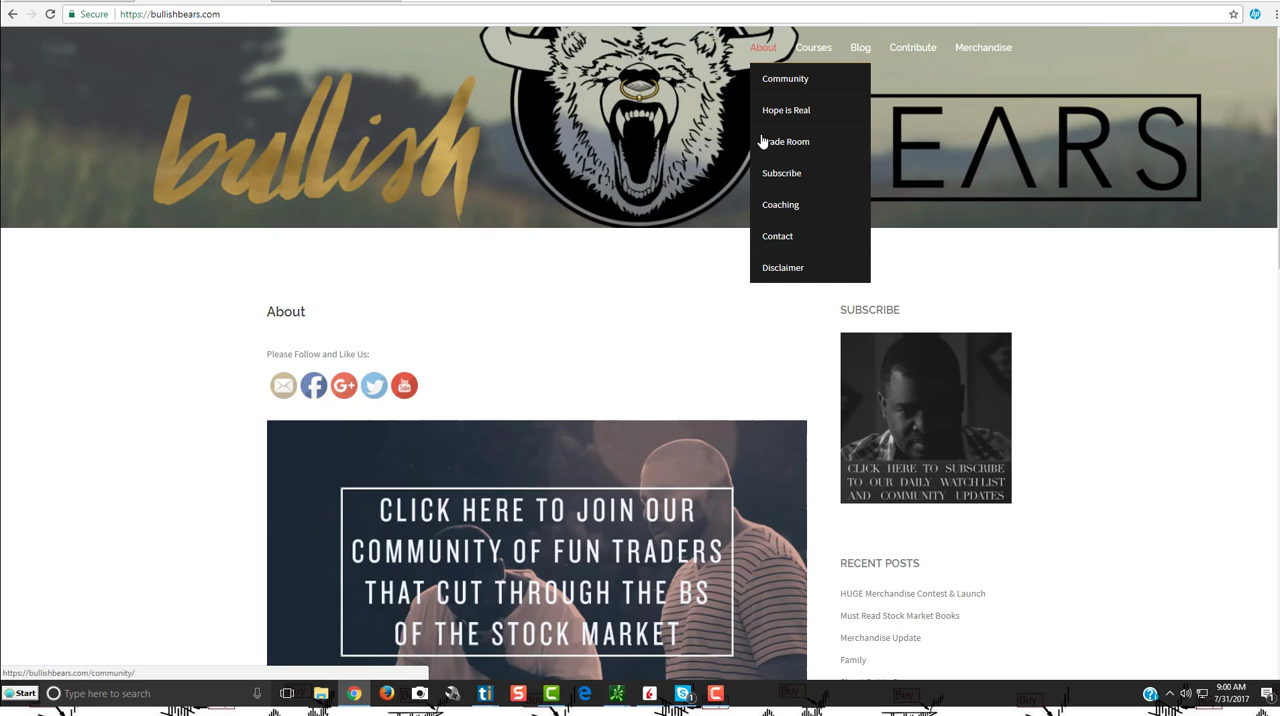 Secure
https://bullishbears.com
About
Courses
Blog
Contribute
Merchandise
bullish
EARS
Community
Hope is Real
rade Room
Subscribe
Coaching
Contact
Disclaimer
About
Please Follow and Like Us:
G+
You
CLICK HERE TO JOIN OUR
COMMUNITY OF FUN TRADERS
THAT CUT THROUGH THE BS
OF THE STOCK MARKET
SUBSCRIBE
CLICK HERE TO SUBSCRIBE
TO OUR DAILY WATCH LIST
AND COMMUNITY UPDATES
RECENT POSTS
HUGE Merchandise Contest & Launch
Must Read Stock Market Books
Merchandise Update
Family
https://bullishbears.com/community/
Start
Type here to search
9:00 AM
7/31/2017
Buy
Buy
Buy